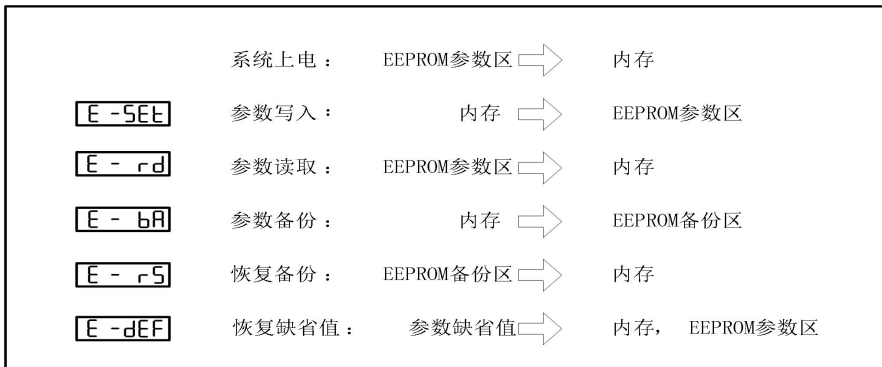 系统上电： EEPROM参数区 内存
E-SEt 参数写入： 内存 EEPROM参数区
E- rd 参数读取： EEPROM参数区 内存
E- bA 参数备份： 内存 EEPROM备份区
E- rS 恢复备份： EEPROM备份区 内存
E-dEF 恢复缺省值： 参数缺省值 内存， EEPROM参数区